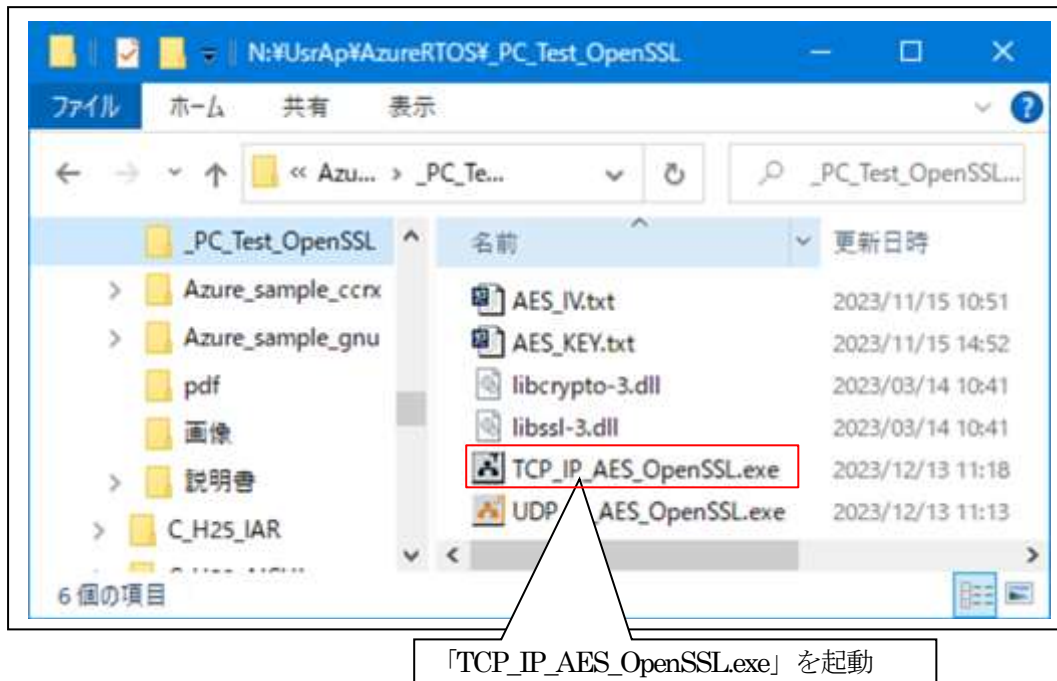 N:¥UsrAp¥AzureRTOS¥_PC_Test_OpenSSL
ファイル ホーム 共有 表示
« Azu... › _PC_Te... _PC_Test_OpenSSL...
_PC_Test_OpenSSL
Azure_sample_ccrx
Azure_sample_gnu
pdf
画像
説明書
C_H25_IAR
名前 更新日時
AES_IV.txt 2023/11/15 10:51
AES_KEY.txt 2023/11/15 14:52
libcrypto-3.dll 2023/03/14 10:41
libssl-3.dll 2023/03/14 10:41
TCP_IP_AES_OpenSSL.exe 2023/12/13 11:18
UDP AES_OpenSSL.exe 2023/12/13 11:13
6 個の項目
「TCP_IP_AES_OpenSSL.exe」を起動